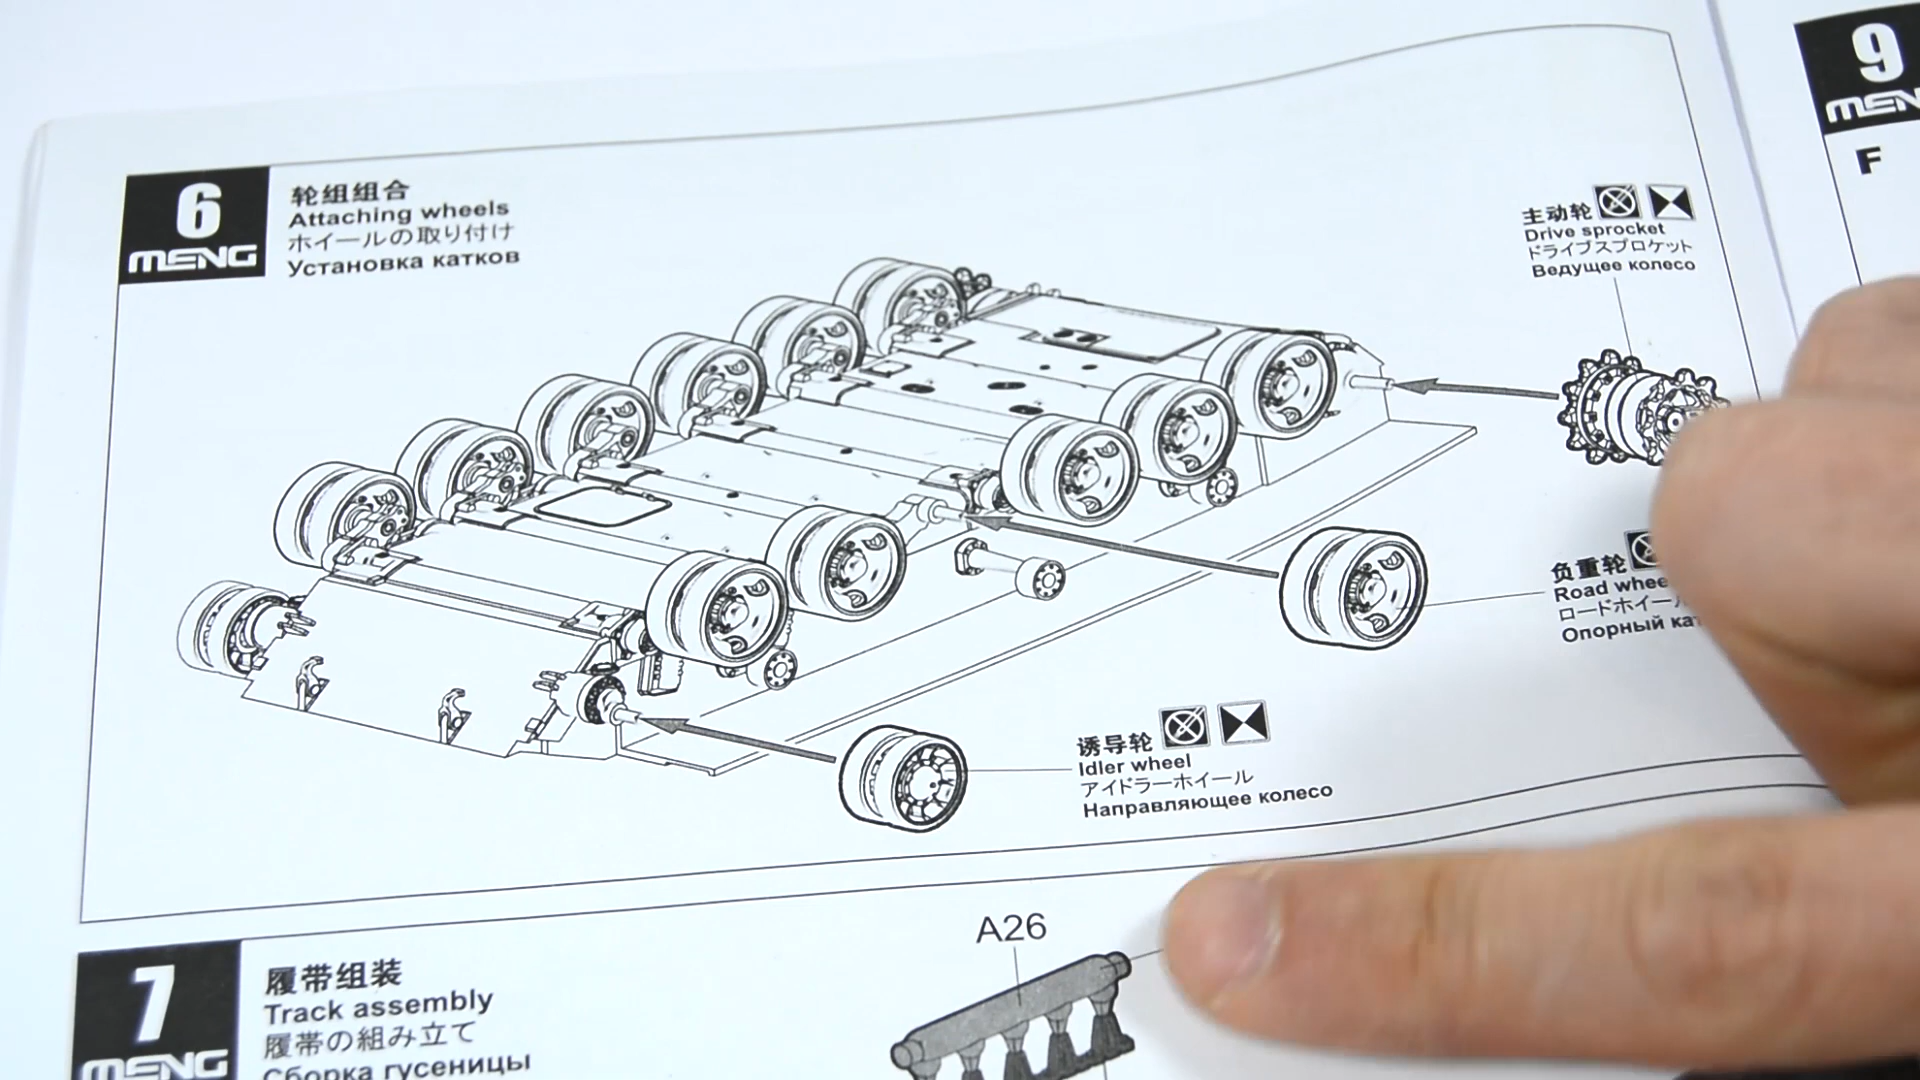 6
MENG
轮组组合
Attaching wheels
ホイールの取り付け
Установка катков
主动轮
Drive sprocket
ドライブスプロケット
Ведущее колесо
负重轮
Road
ロードホイール
Опорный
诱导轮
Idler wheel
アイドラーホイール
Направляющее колесо
7
MENG
履带组装
Track assembly
履帯の組み立て
Сборка гусеницы
A26
9
F